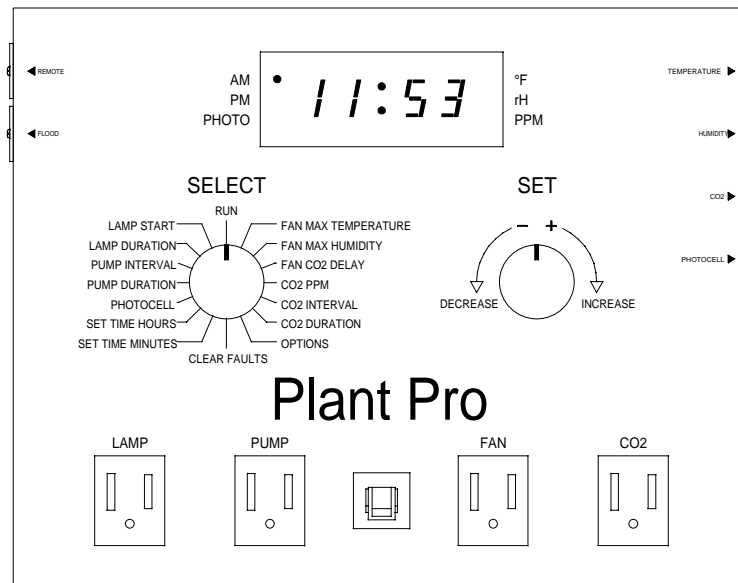 REMOTE
FLOOD
AM
PM
PHOTO
11:53
°F
rH
PPM
TEMPERATURE
HUMIDITY
CO2
PHOTOCELL
SELECT
RUN
LAMP START
LAMP DURATION
PUMP INTERVAL
PUMP DURATION
PHOTOCELL
SET TIME HOURS
SET TIME MINUTES
CLEAR FAULTS
FAN MAX TEMPERATURE
FAN MAX HUMIDITY
FAN CO2 DELAY
CO2 PPM
CO2 INTERVAL
CO2 DURATION
OPTIONS
SET
- +
DECREASE
INCREASE
Plant Pro
LAMP
PUMP
FAN
CO2